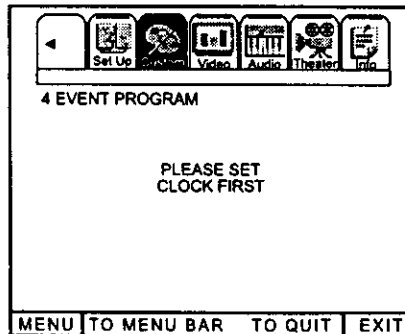 Set Up Custom Video Audio Theater Info
4 EVENT PROGRAM
PLEASE SET
CLOCK FIRST
MENU TO MENU BAR TO QUIT EXIT